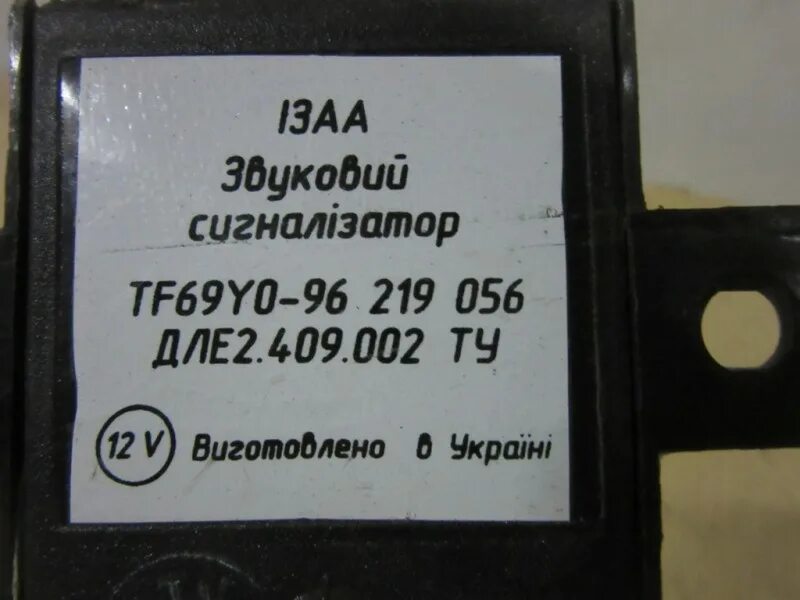 ІЗАА
Звуковий
сигналізатор
TF69Y0-96 219 056
ДЛЕ2.409.002 ТУ
12 V Виготовлено в Україні